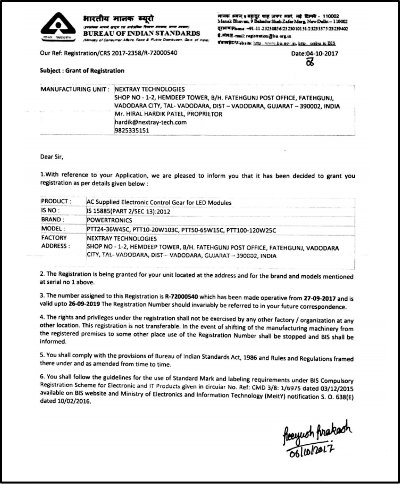 भारतीय मानक ब्यूरो
BUREAU OF INDIAN STANDARDS
(Ministry of Consumer Affairs, Food & Public Distribution, Govt. of India)
Manak Bhavan, 9 Bahadur Shah Zafar Marg, New Delhi - 110002
Our Ref: Registration/CRS 2017-2358/R-72000540
Date:04-10-2017
Subject : Grant of Registration
MANUFACTURING UNIT : NEXTRAY TECHNOLOGIES
SHOP NO - 1-2, HEMDEEP TOWER, B/H. FATEHGUNJ POST OFFICE, FATEHGUNJ,
VADODARA CITY, TAL- VADODARA, DIST – VADODARA, GUJARAT – 390002, INDIA
Mr. HIRAL HARDIK PATEL, PROPRIETOR
hardik@nextray-tech.com
9825335151
Dear Sir,
1.With reference to your Application, we are pleased to inform you that it has been decided to grant you
registration as per details given below :
PRODUCT : AC Supplied Electronic Control Gear for LED Modules
IS NO : IS 15885(PART 2/SEC 13):2012
BRAND : POWERTRONICS
MODEL : PTT24-36W45C, PTT10-20W103C, PTT50-65W15C, PTT100-120W25C
FACTORY NEXTRAY TECHNOLOGIES
ADDRESS : SHOP NO - 1-2, HEMDEEP TOWER, B/H. FATEHGUNJ POST OFFICE, FATEHGUNJ, VADODARA
CITY, TAL- VADODARA, DIST – VADODARA, GUJARAT – 390002, INDIA
2. The Registration is being granted for your unit located at the address and for the brand and models mentioned
at serial no 1 above.
3. The number assigned to this Registration is R-72000540 which has been made operative from 27-09-2017 and is
valid upto 26-09-2019 The Registration Number should invariably be referred to in your future correspondence.
4. The rights and privileges under the registration shall not be exercised by any other factory / organization at any
other location. This registration is not transferable. In the event of shifting of the manufacturing machinery from
the registered premises to some other place use of the Registration Number shall be stopped and BIS shall be
informed.
5. You shall comply with the provisions of Bureau of Indian Standards Act, 1986 and Rules and Regulations framed
there under and as amended from time to time.
6. You shall follow the guidelines for the use of Standard Mark and labeling requirements under BIS Compulsory
Registration Scheme for Electronic and IT Products given in circular No. Ref: CMD 3/8: 1/6975 dated 03/12/2015
available on BIS website and Ministry of Electronics and Information Technology (MeitY) notification S. O. 638(E)
dated 10/02/2016.
Peeyush Prakash
06/10/2017